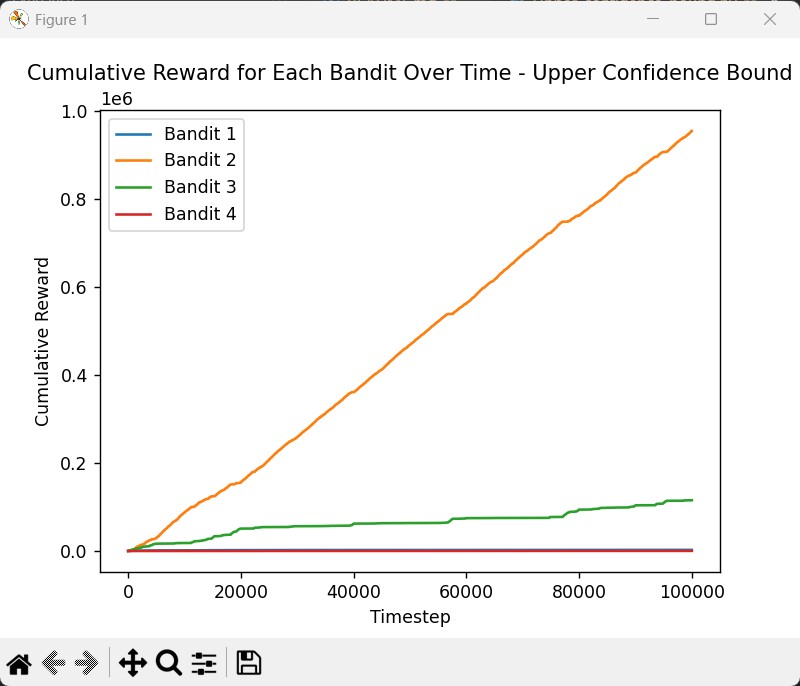 Figure 1
Cumulative Reward for Each Bandit Over Time - Upper Confidence Bound
1e6
1.0
0.8
0.6
0.4
0.2
0.0
Cumulative Reward
Bandit 1
Bandit 2
Bandit 3
Bandit 4
0 20000 40000 60000 80000 100000
Timestep